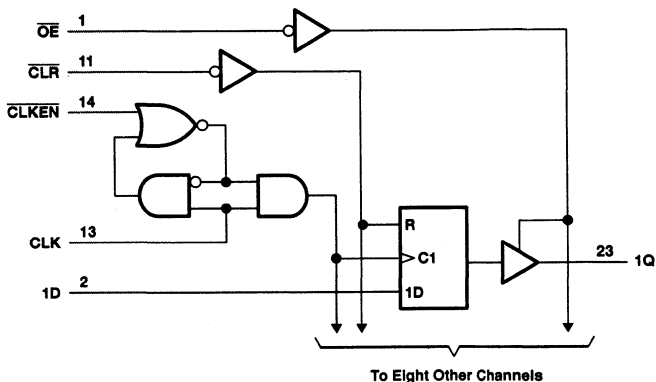 OE 1
CLR 11
CLKEN 14
CLK 13
1D 2
R
C1
1D
23 1Q
To Eight Other Channels